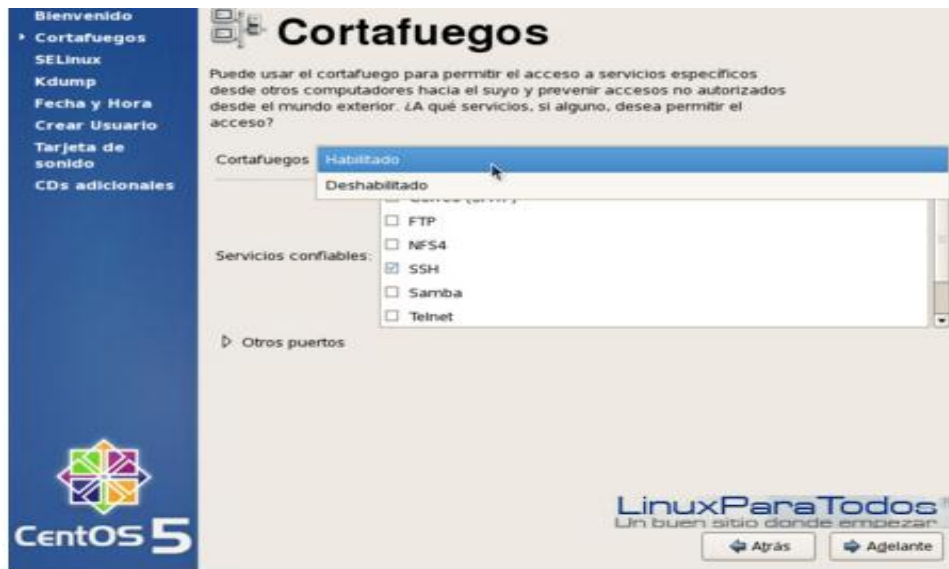 Bienvenido
Cortafuegos
SELinux
Kdump
Fecha y Hora
Crear Usuario
Tarjeta de
sonido
CDs adicionales
CentOS 5
Cortafuegos
Puede usar el cortafuego para permitir el acceso a servicios específicos
desde otros computadores hacia el suyo y prevenir accesos no autorizados
desde el mundo exterior. ¿A qué servicios, si alguno, desea permitir el
acceso?
Cortafuegos Habilitado
Deshabilitado
FTP
NFS4
Servicios confiables:
SSH
Samba
Telnet
Otros puertos
LinuxParaTodos
Un buen sitio donde empezar
Atrás
Adelante